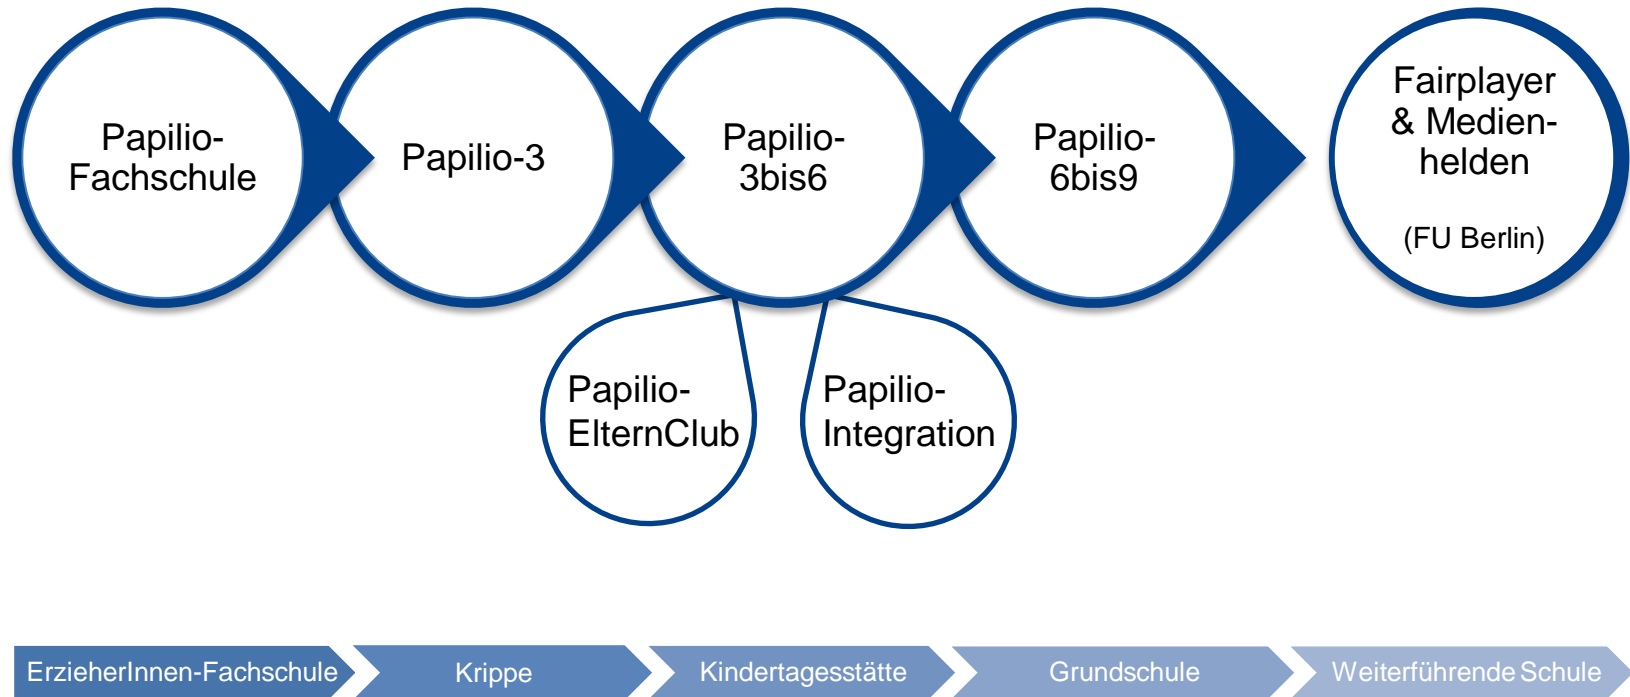 Papilio-
Fachschule
Papilio-3
Papilio-
3bis6
Papilio-
6bis9
Fairplayer
& Medien-
helden
(FU Berlin)
Papilio-
ElternClub
Papilio-
Integration
ErzieherInnen-Fachschule
Krippe
Kindertagesstätte
Grundschule
Weiterführende Schule